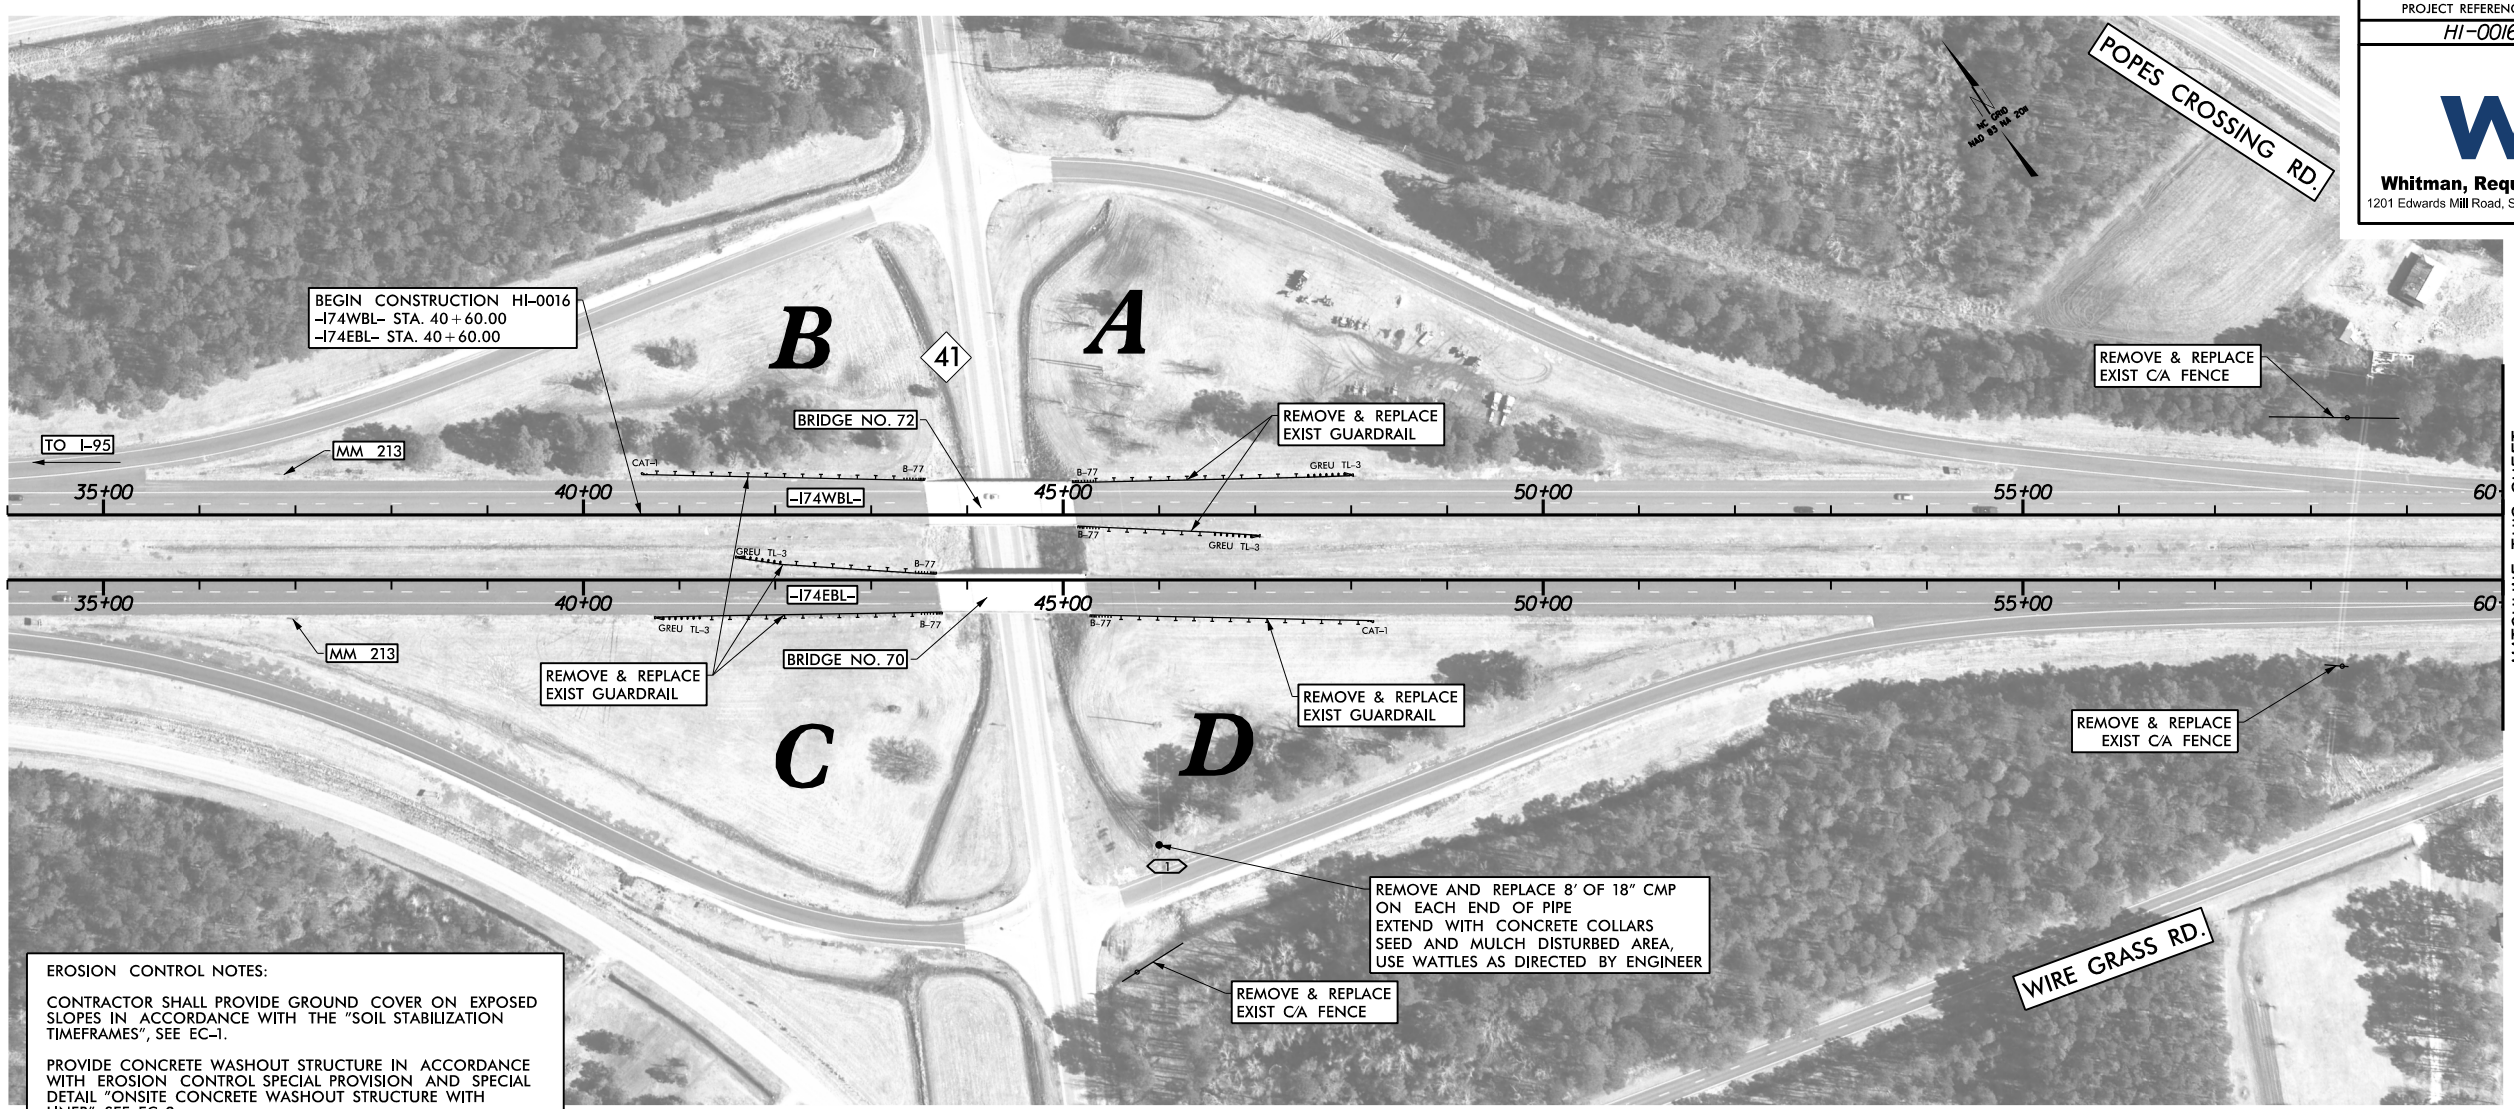 PROJECT REFERENC
HI-0016
W
Whitman, Requ
1201 Edwards Mill Road, S
POPES CROSSING RD.
NC GRID
NAD 83 NA 2011
BEGIN CONSTRUCTION HI-0016
-I74WBL- STA. 40+60.00
-I74EBL- STA. 40+60.00
B
A
41
REMOVE & REPLACE
EXIST C/A FENCE
BRIDGE NO. 72
REMOVE & REPLACE
EXIST GUARDRAIL
TO I-95
MM 213
CAT-1
B-77
B-77
GREU TL-3
35+00
40+00
-I74WBL-
45+00
50+00
55+00
60
B-77
GREU TL-3
GREU TL-3
B-77
35+00
40+00
-I74EBL-
45+00
50+00
55+00
60
GREU TL-3
B-77
B-77
CAT-1
MM 213
BRIDGE NO. 70
REMOVE & REPLACE
EXIST GUARDRAIL
REMOVE & REPLACE
EXIST GUARDRAIL
REMOVE & REPLACE
EXIST C/A FENCE
C
D
1
REMOVE AND REPLACE 8' OF 18" CMP
ON EACH END OF PIPE
EXTEND WITH CONCRETE COLLARS
SEED AND MULCH DISTURBED AREA,
USE WATTLES AS DIRECTED BY ENGINEER
REMOVE & REPLACE
EXIST C/A FENCE
WIRE GRASS RD.
EROSION CONTROL NOTES:
CONTRACTOR SHALL PROVIDE GROUND COVER ON EXPOSED
SLOPES IN ACCORDANCE WITH THE "SOIL STABILIZATION
TIMEFRAMES", SEE EC-1.
PROVIDE CONCRETE WASHOUT STRUCTURE IN ACCORDANCE
WITH EROSION CONTROL SPECIAL PROVISION AND SPECIAL
DETAIL "ONSITE CONCRETE WASHOUT STRUCTURE WITH